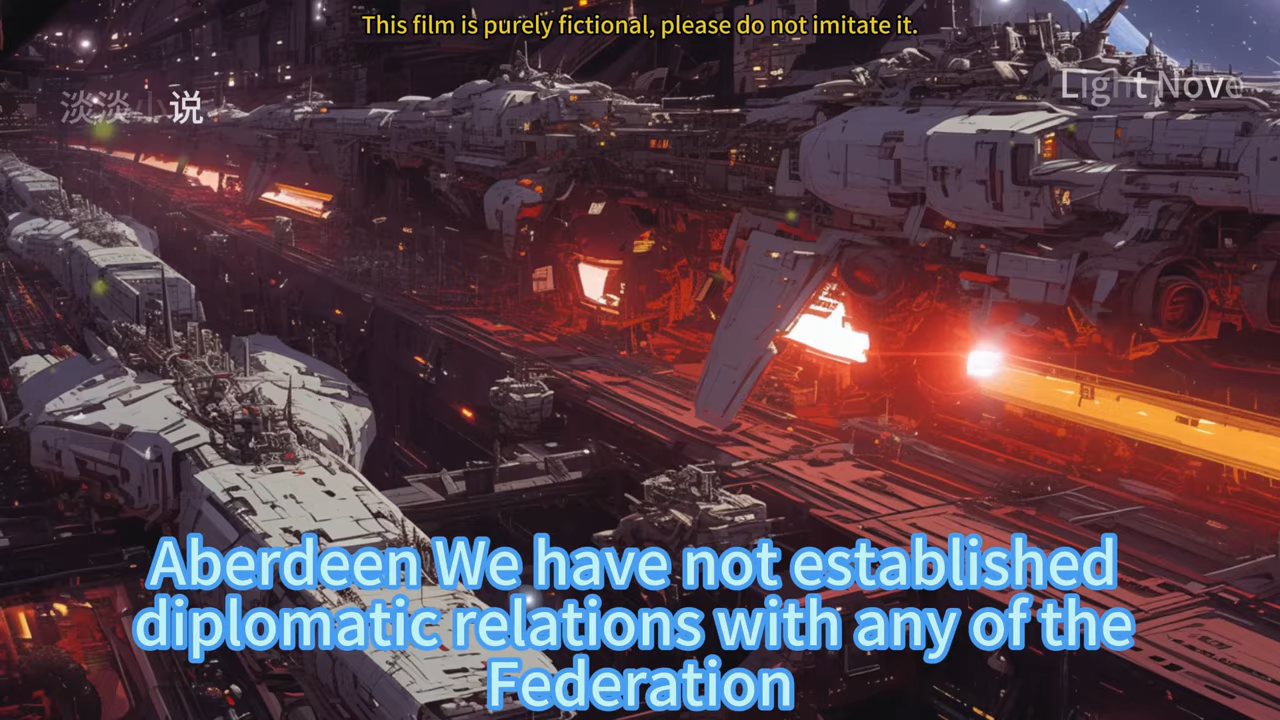 This film is purely fictional, please do not imitate it.
淡淡小说
Light Nove
Aberdeen We have not established
diplomatic relations with any of the
Federation